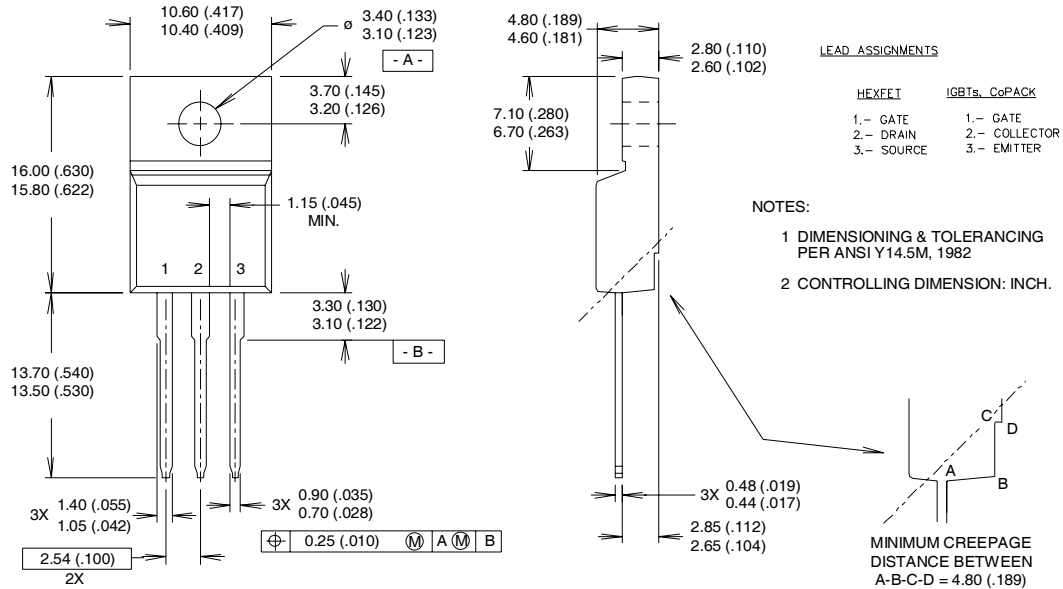 10.60 (.417)
10.40 (.409)
ø 3.40 (.133)
3.10 (.123)
- A -
3.70 (.145)
3.20 (.126)
16.00 (.630)
15.80 (.622)
1.15 (.045)
MIN.
1 2 3
3.30 (.130)
3.10 (.122)
- B -
13.70 (.540)
13.50 (.530)
3X 1.40 (.055)
1.05 (.042)
3X 0.90 (.035)
0.70 (.028)
2.54 (.100)
2X
⌖ 0.25 (.010) Ⓜ A Ⓜ B
4.80 (.189)
4.60 (.181)
2.80 (.110)
2.60 (.102)
7.10 (.280)
6.70 (.263)
3X 0.48 (.019)
0.44 (.017)
2.85 (.112)
2.65 (.104)
LEAD ASSIGNMENTS
HEXFET
1.- GATE
2.- DRAIN
3.- SOURCE
IGBTs, CoPACK
1.- GATE
2.- COLLECTOR
3.- EMITTER
NOTES:
1 DIMENSIONING & TOLERANCING
PER ANSI Y14.5M, 1982
2 CONTROLLING DIMENSION: INCH.
C
D
A
B
MINIMUM CREEPAGE
DISTANCE BETWEEN
A-B-C-D = 4.80 (.189)